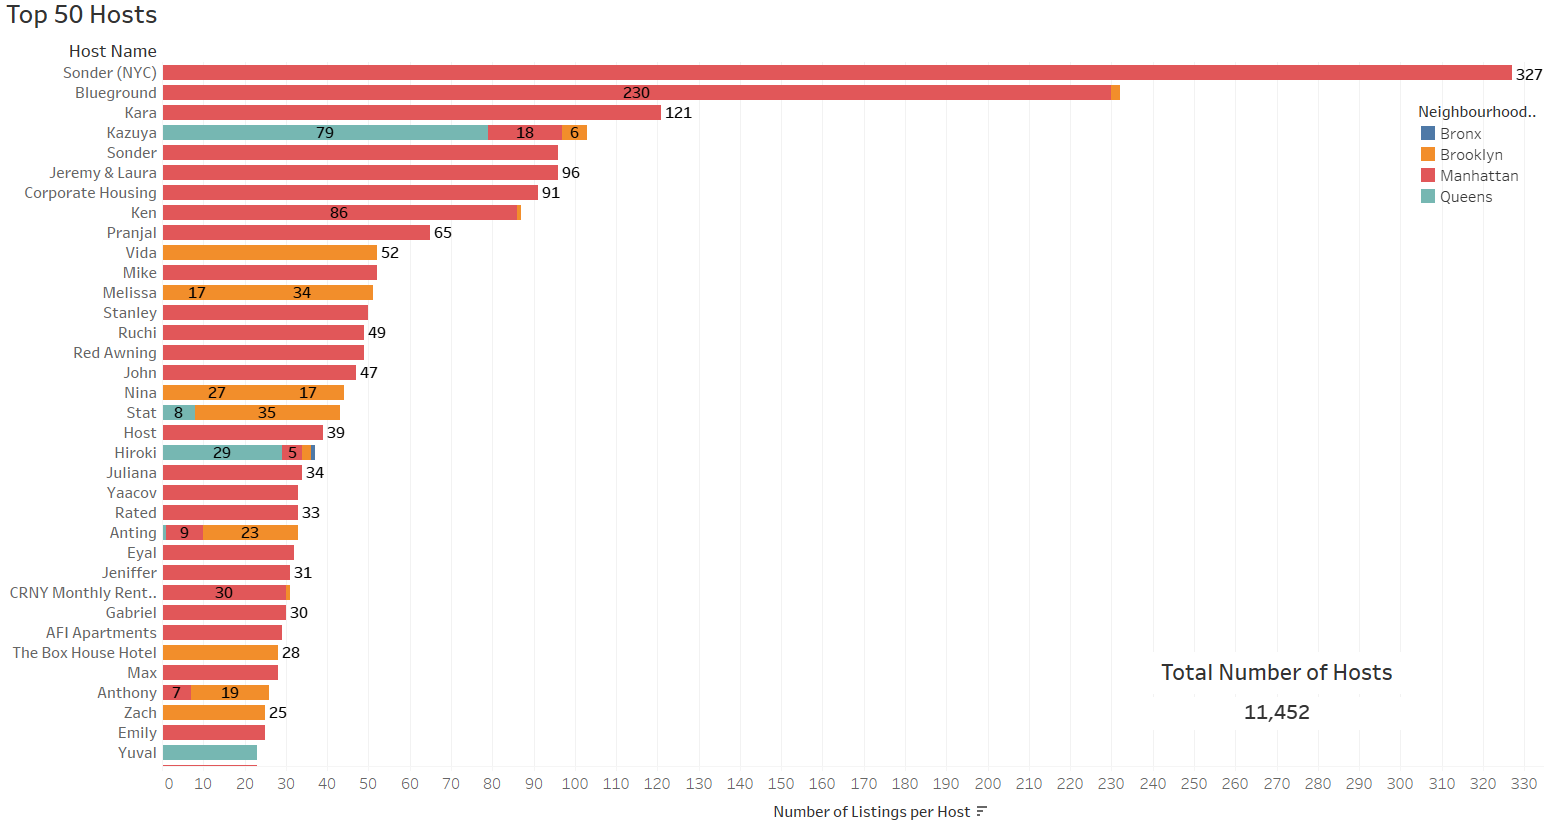 Top 50 Hosts
Host Name
Sonder (NYC) 327
Blueground 230
Kara 121
Kazuya 79 18 6
Sonder
Jeremy & Laura 96
Corporate Housing 91
Ken 86
Pranjal 65
Vida 52
Mike
Melissa 17 34
Stanley
Ruchi 49
Red Awning
John 47
Nina 27 17
Stat 8 35
Host 39
Hiroki 29 5
Juliana 34
Yaacov
Rated 33
Anting 9 23
Eyal
Jeniffer 31
CRNY Monthly Rent..
30
Gabriel 30
AFI Apartments
The Box House Hotel 28
Max
Anthony 7 19
Zach 25
Emily
Yuval
Neighbourhood..
Bronx
Brooklyn
Manhattan
Queens
Total Number of Hosts
11,452
0 10 20 30 40 50 60 70 80 90 100 110 120 130 140 150 160 170 180 190 200 210 220 230 240 250 260 270 280 290 300 310 320 330
Number of Listings per Host